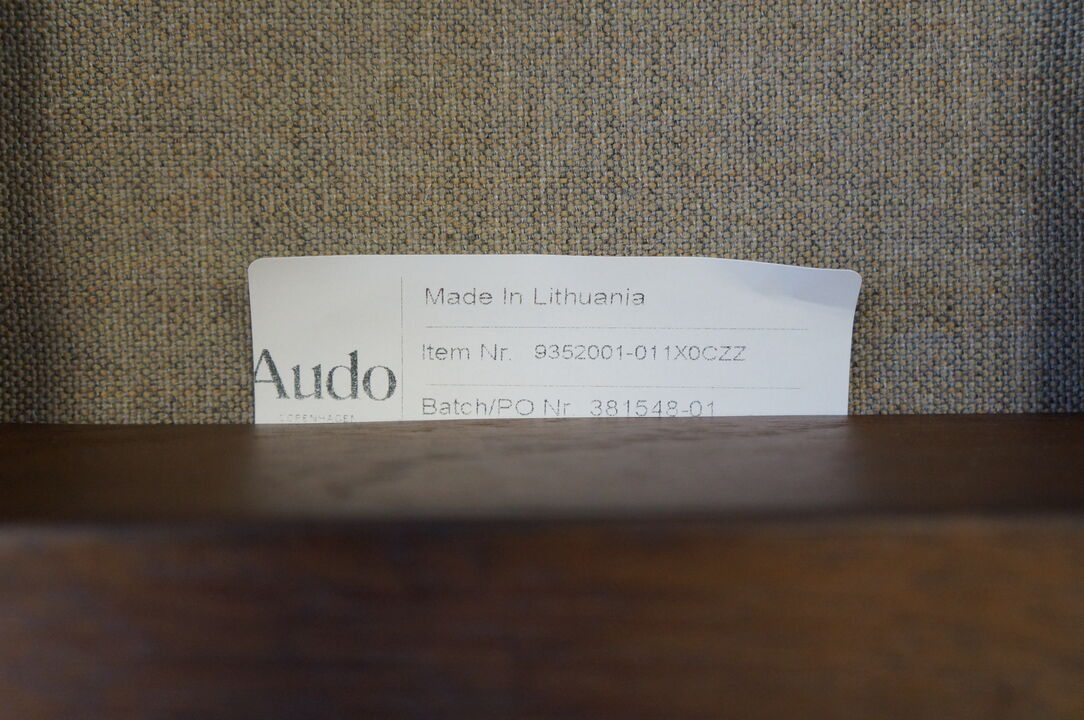 Made In Lithuania
Item Nr. 9352001-011X0CZZ
Audo
COPENHAGEN
Batch/PO Nr. 381548-01